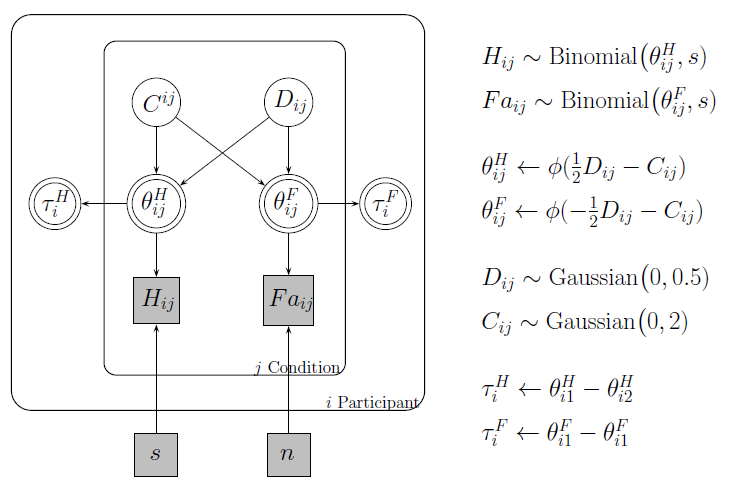 C^{ij} D_{ij}
τ_i^H θ_{ij}^H θ_{ij}^F τ_i^F
H_{ij} Fa_{ij}
j Condition
i Participant
s n
H_{ij} ∼ Binomial(θ_{ij}^H, s)
Fa_{ij} ∼ Binomial(θ_{ij}^F, s)
θ_{ij}^H ← ϕ(½D_{ij} − C_{ij})
θ_{ij}^F ← ϕ(−½D_{ij} − C_{ij})
D_{ij} ∼ Gaussian(0, 0.5)
C_{ij} ∼ Gaussian(0, 2)
τ_i^H ← θ_{i1}^H − θ_{i2}^H
τ_i^F ← θ_{i1}^F − θ_{i1}^F